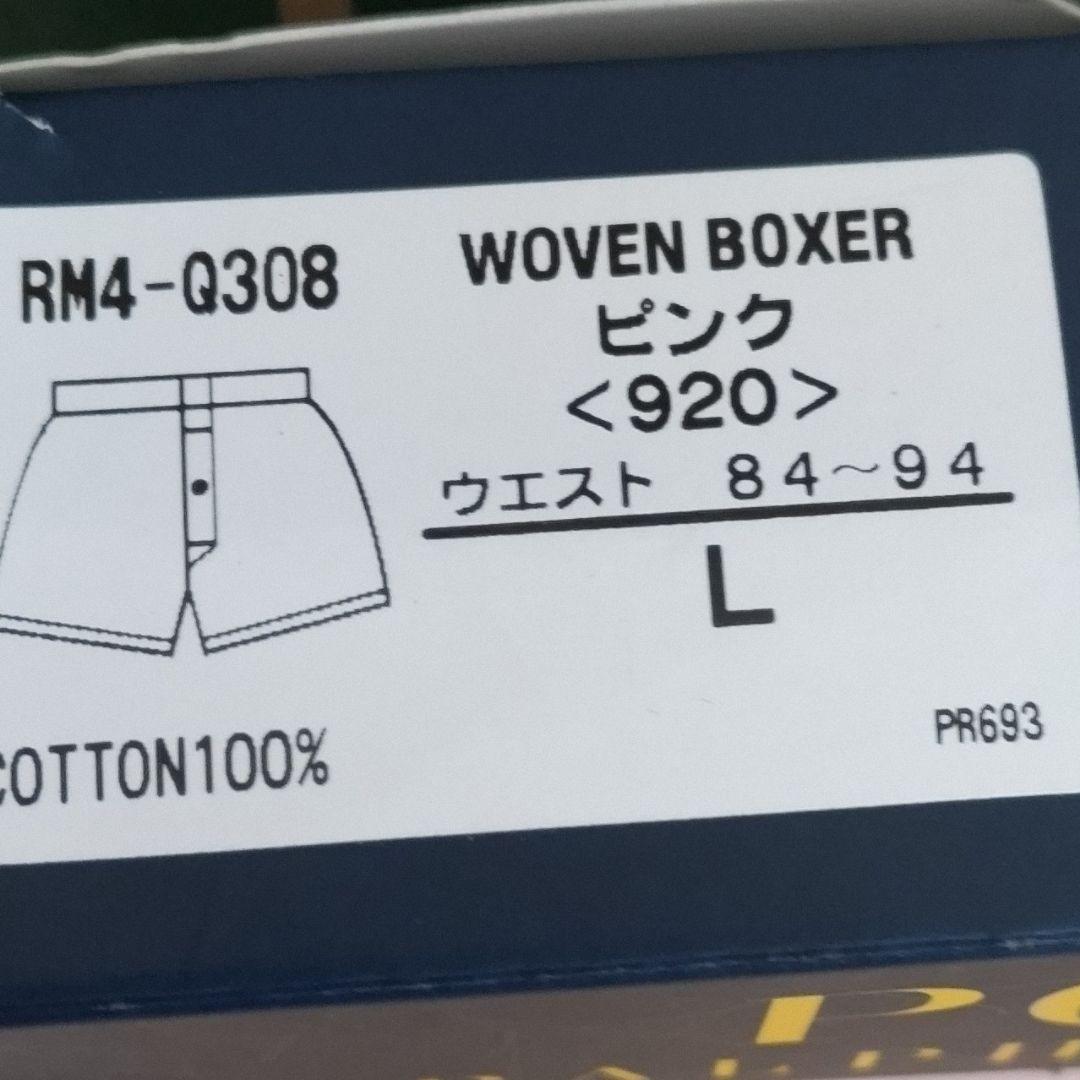 RM4-Q308
WOVEN BOXER
ピンク
<920>
ウエスト 84～94
L
COTTON100%
PR693